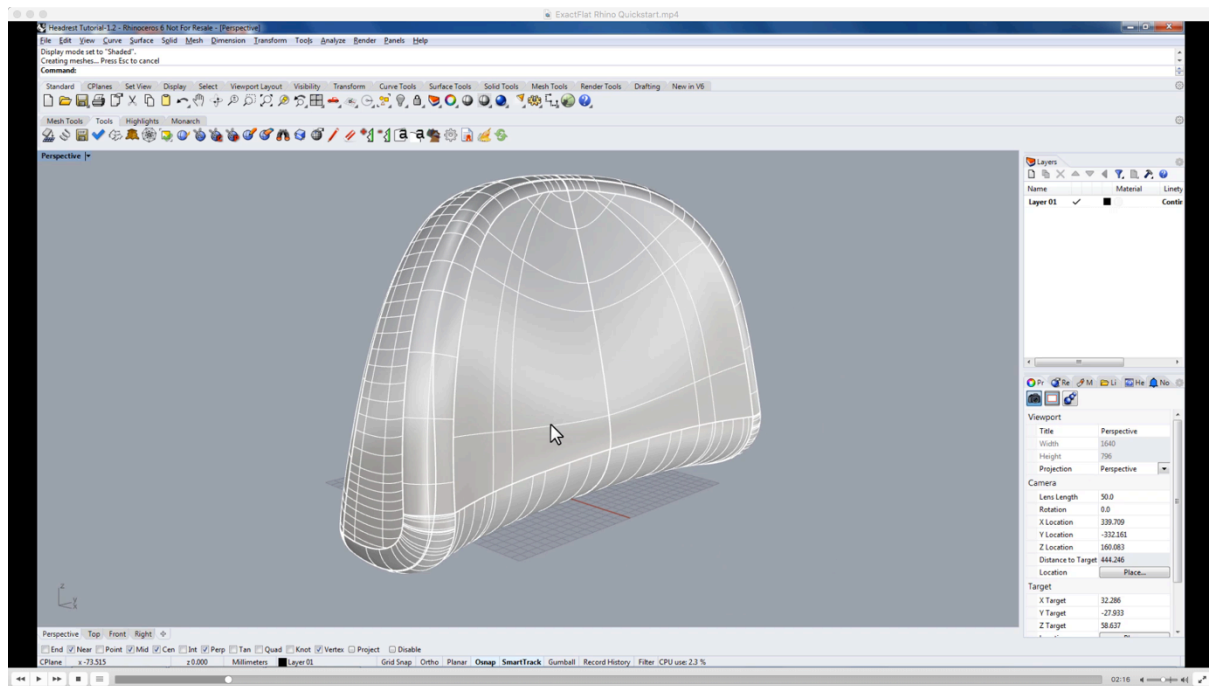 ExactFlat Rhino Quickstart.mp4
Headrest Tutorial-1.2 - Rhinoceros 6 Not For Resale - [Perspective]
File Edit View Curve Surface Solid Mesh Dimension Transform Tools Analyze Render Panels Help
Display mode set to "Shaded".
Creating meshes... Press Esc to cancel
Command:
Standard CPlanes Set View Display Select Viewport Layout Visibility Transform Curve Tools Surface Tools Solid Tools Mesh Tools Render Tools Drafting New in V6
Mesh Tools Tools Highlights Monarch
Perspective
Layers
Name Material Linety
Layer 01 Contir
Pr Re M Li He No
Viewport
Title Perspective
Width 1640
Height 796
Projection Perspective
Camera
Lens Length 50.0
Rotation 0.0
X Location 339.709
Y Location -332.161
Z Location 160.083
Distance to Target 444.246
Location Place...
Target
X Target 32.286
Y Target -27.933
Z Target 58.637
z
x
Perspective Top Front Right
End Near Point Mid Cen Int Perp Tan Quad Knot Vertex Project Disable
CPlane x -73.515 z 0.000 Millimeters Layer 01 Grid Snap Ortho Planar Osnap SmartTrack Gumball Record History Filter CPU use: 2.3 %
02:16